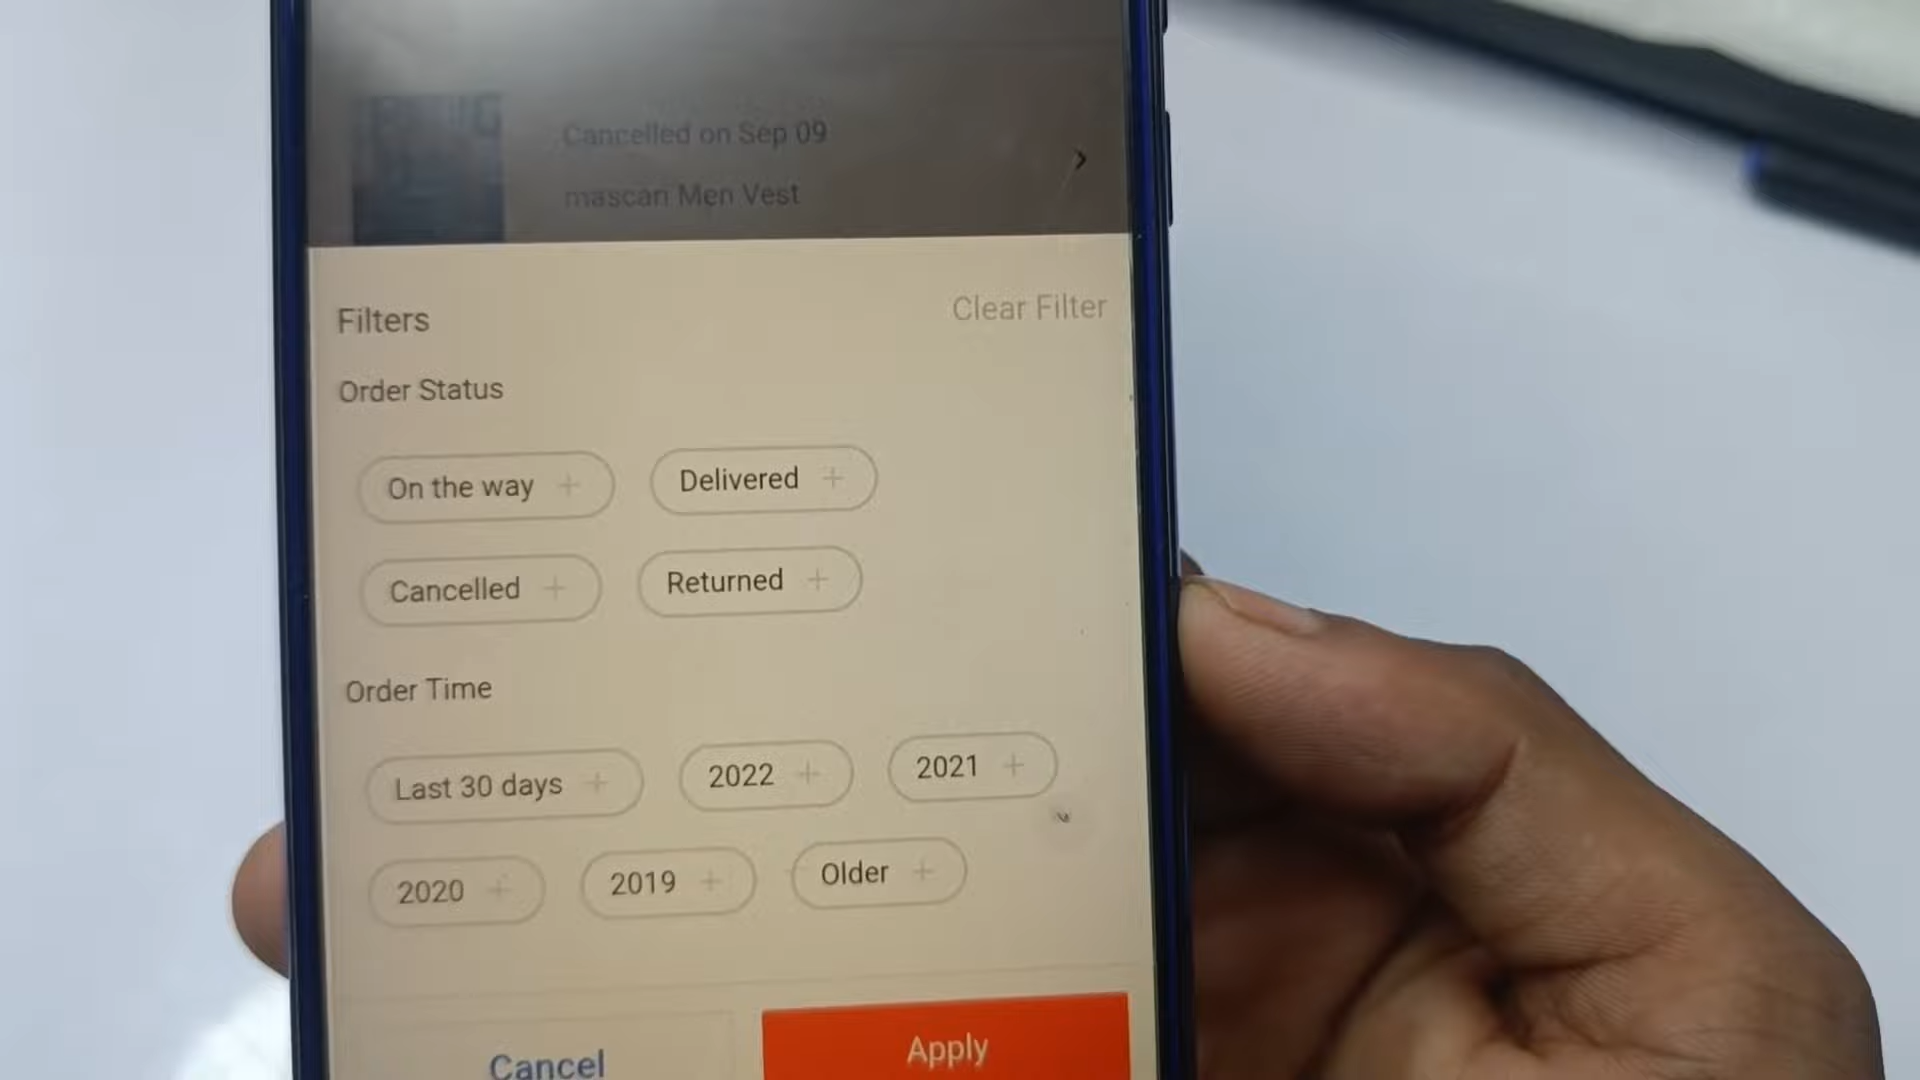 Cancelled on Sep 09
mascari Men Vest
Filters
Clear Filter
Order Status
On the way +
Delivered +
Cancelled +
Returned +
Order Time
Last 30 days +
2022 +
2021 +
2020 +
2019 +
Older +
Cancel
Apply